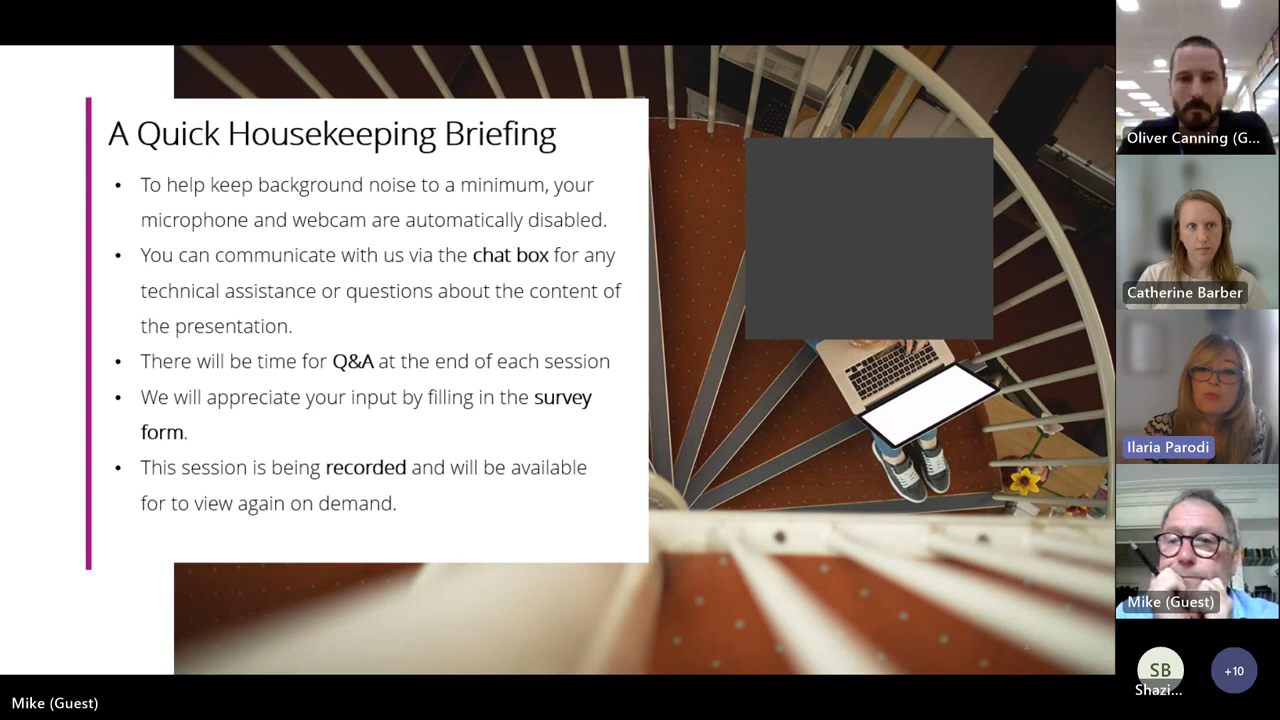 A Quick Housekeeping Briefing
• To help keep background noise to a minimum, your
microphone and webcam are automatically disabled.
• You can communicate with us via the chat box for any
technical assistance or questions about the content of
the presentation.
• There will be time for Q&A at the end of each session
• We will appreciate your input by filling in the survey
form.
• This session is being recorded and will be available
for to view again on demand.
Oliver Canning (G...
Catherine Barber
Ilaria Parodi
Mike (Guest)
SB
Shazi...
+10
Mike (Guest)